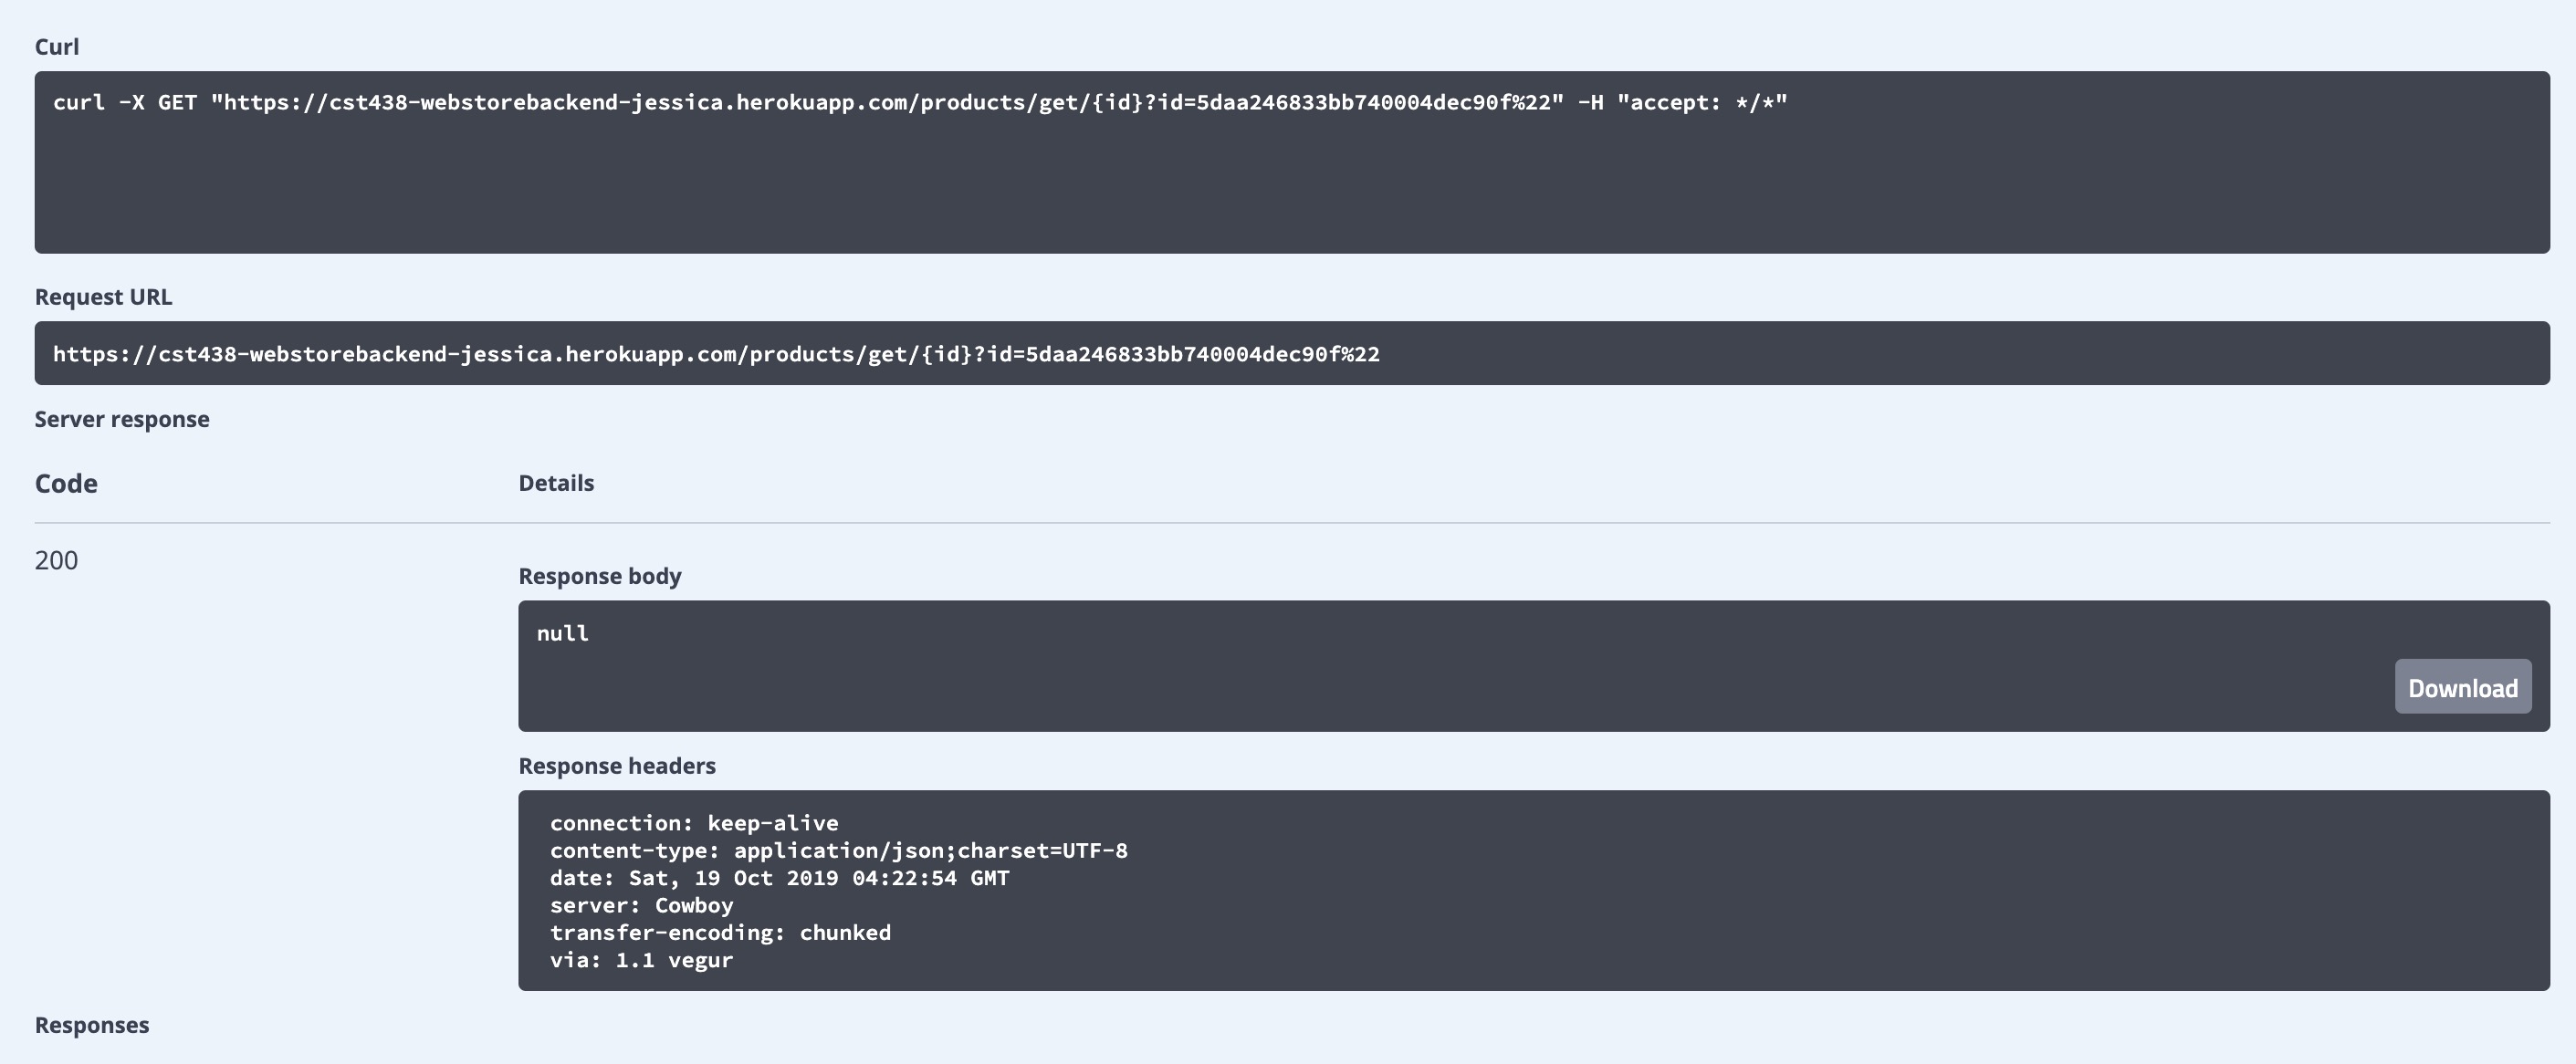 Curl
curl -X GET "https://cst438-webstorebackend-jessica.herokuapp.com/products/get/{id}?id=5daa246833bb740004dec90f%22" -H "accept: */*"
Request URL
https://cst438-webstorebackend-jessica.herokuapp.com/products/get/{id}?id=5daa246833bb740004dec90f%22
Server response
Code Details
200
Response body
null
Download
Response headers
connection: keep-alive
content-type: application/json;charset=UTF-8
date: Sat, 19 Oct 2019 04:22:54 GMT
server: Cowboy
transfer-encoding: chunked
via: 1.1 vegur
Responses